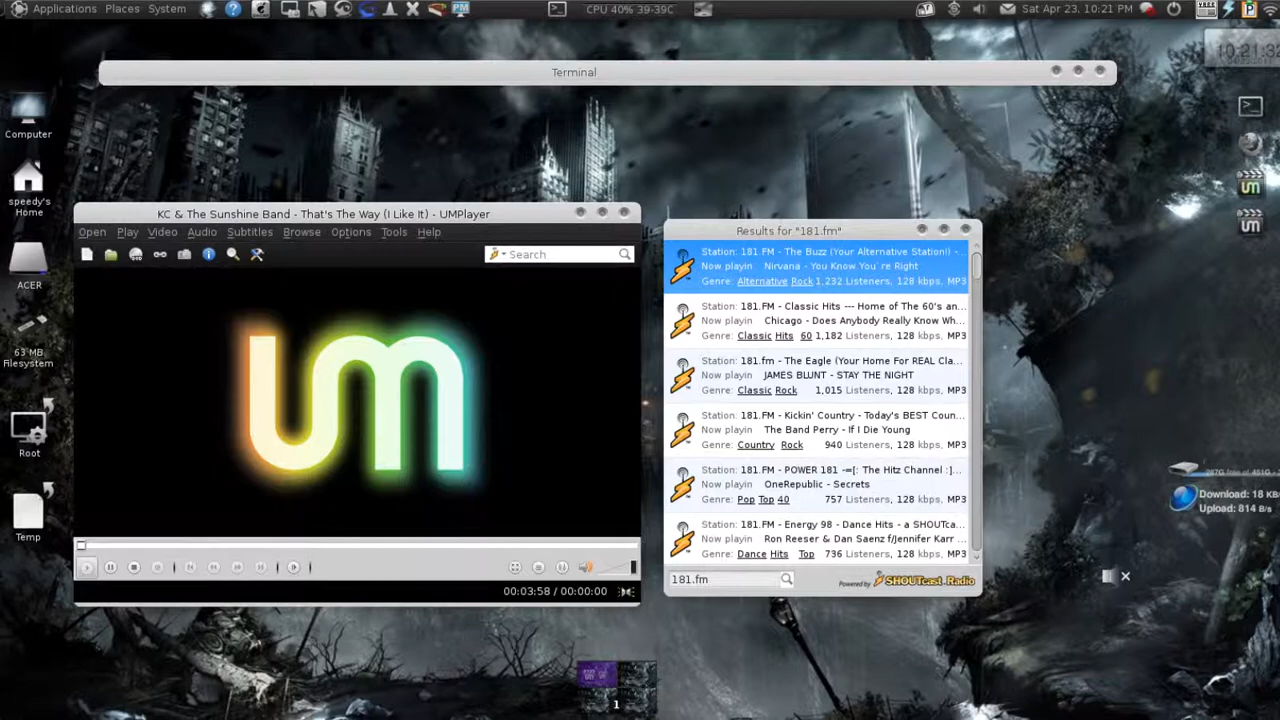 Applications Places System
CPU 40% 39-39C
Sat Apr 23, 10:21 PM
10:21:32
Terminal
Computer
speedy's
Home
ACER
63 MB
Filesystem
Root
Temp
KC & The Sunshine Band - That's The Way (I Like It) - UMPlayer
Open Play Video Audio Subtitles Browse Options Tools Help
Search
um
00:03:58 / 00:00:00
Results for "181.fm"
Station: 181.FM - The Buzz (Your Alternative Station!) -...
Now playin Nirvana - You Know You`re Right
Genre: Alternative Rock 1,232 Listeners, 128 kbps, MP3
Station: 181.FM - Classic Hits --- Home of The 60's an...
Now playin Chicago - Does Anybody Really Know Wh...
Genre: Classic Hits 60 1,182 Listeners, 128 kbps, MP3
Station: 181.fm - The Eagle (Your Home For REAL Cla...
Now playin JAMES BLUNT - STAY THE NIGHT
Genre: Classic Rock 1,015 Listeners, 128 kbps, MP3
Station: 181.FM - Kickin' Country - Today's BEST Coun...
Now playin The Band Perry - If I Die Young
Genre: Country Rock 940 Listeners, 128 kbps, MP3
Station: 181.FM - POWER 181 -=[: The Hitz Channel :]...
Now playin OneRepublic - Secrets
Genre: Pop Top 40 757 Listeners, 128 kbps, MP3
Station: 181.FM - Energy 98 - Dance Hits - a SHOUTca...
Now playin Ron Reeser & Dan Saenz f/Jennifer Karr ...
Genre: Dance Hits Top 736 Listeners, 128 kbps, MP3
181.fm
Powered by SHOUTcast Radio
Download: 18 KB
Upload: 814 B/s
1